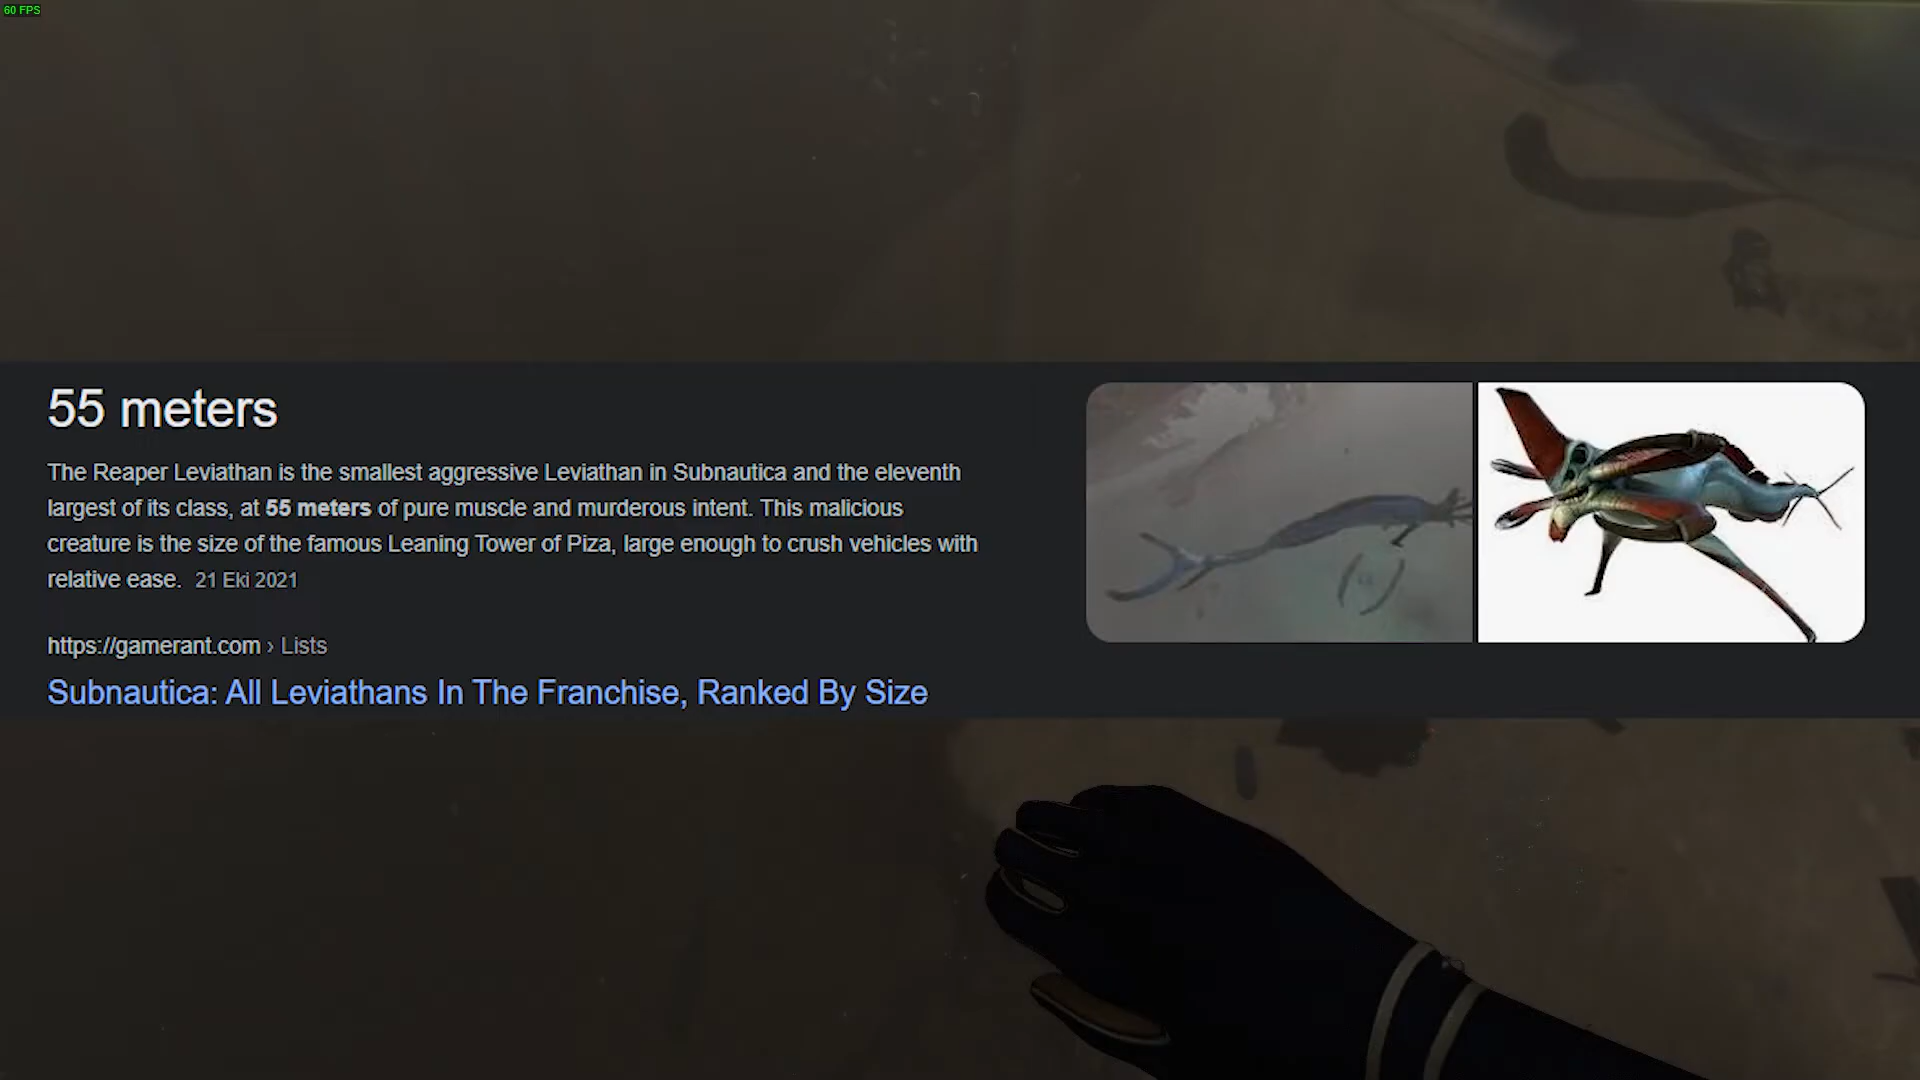 60 FPS
55 meters
The Reaper Leviathan is the smallest aggressive Leviathan in Subnautica and the eleventh
largest of its class, at 55 meters of pure muscle and murderous intent. This malicious
creature is the size of the famous Leaning Tower of Piza, large enough to crush vehicles with
relative ease. 21 Eki 2021
https://gamerant.com › Lists
Subnautica: All Leviathans In The Franchise, Ranked By Size